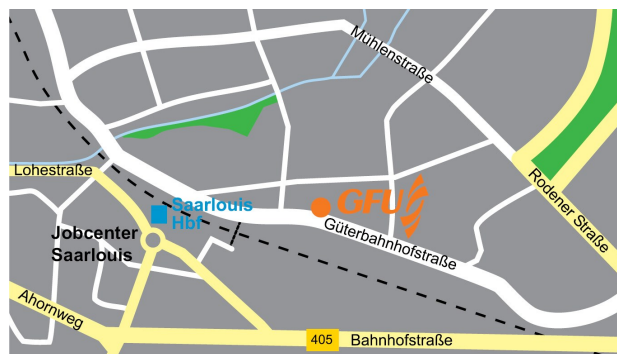 Mühlenstraße
Lohestraße
Rodener Straße
Saarlouis
Hbf
GFU
Güterbahnhofstraße
Jobcenter
Saarlouis
Ahornweg
405
Bahnhofstraße